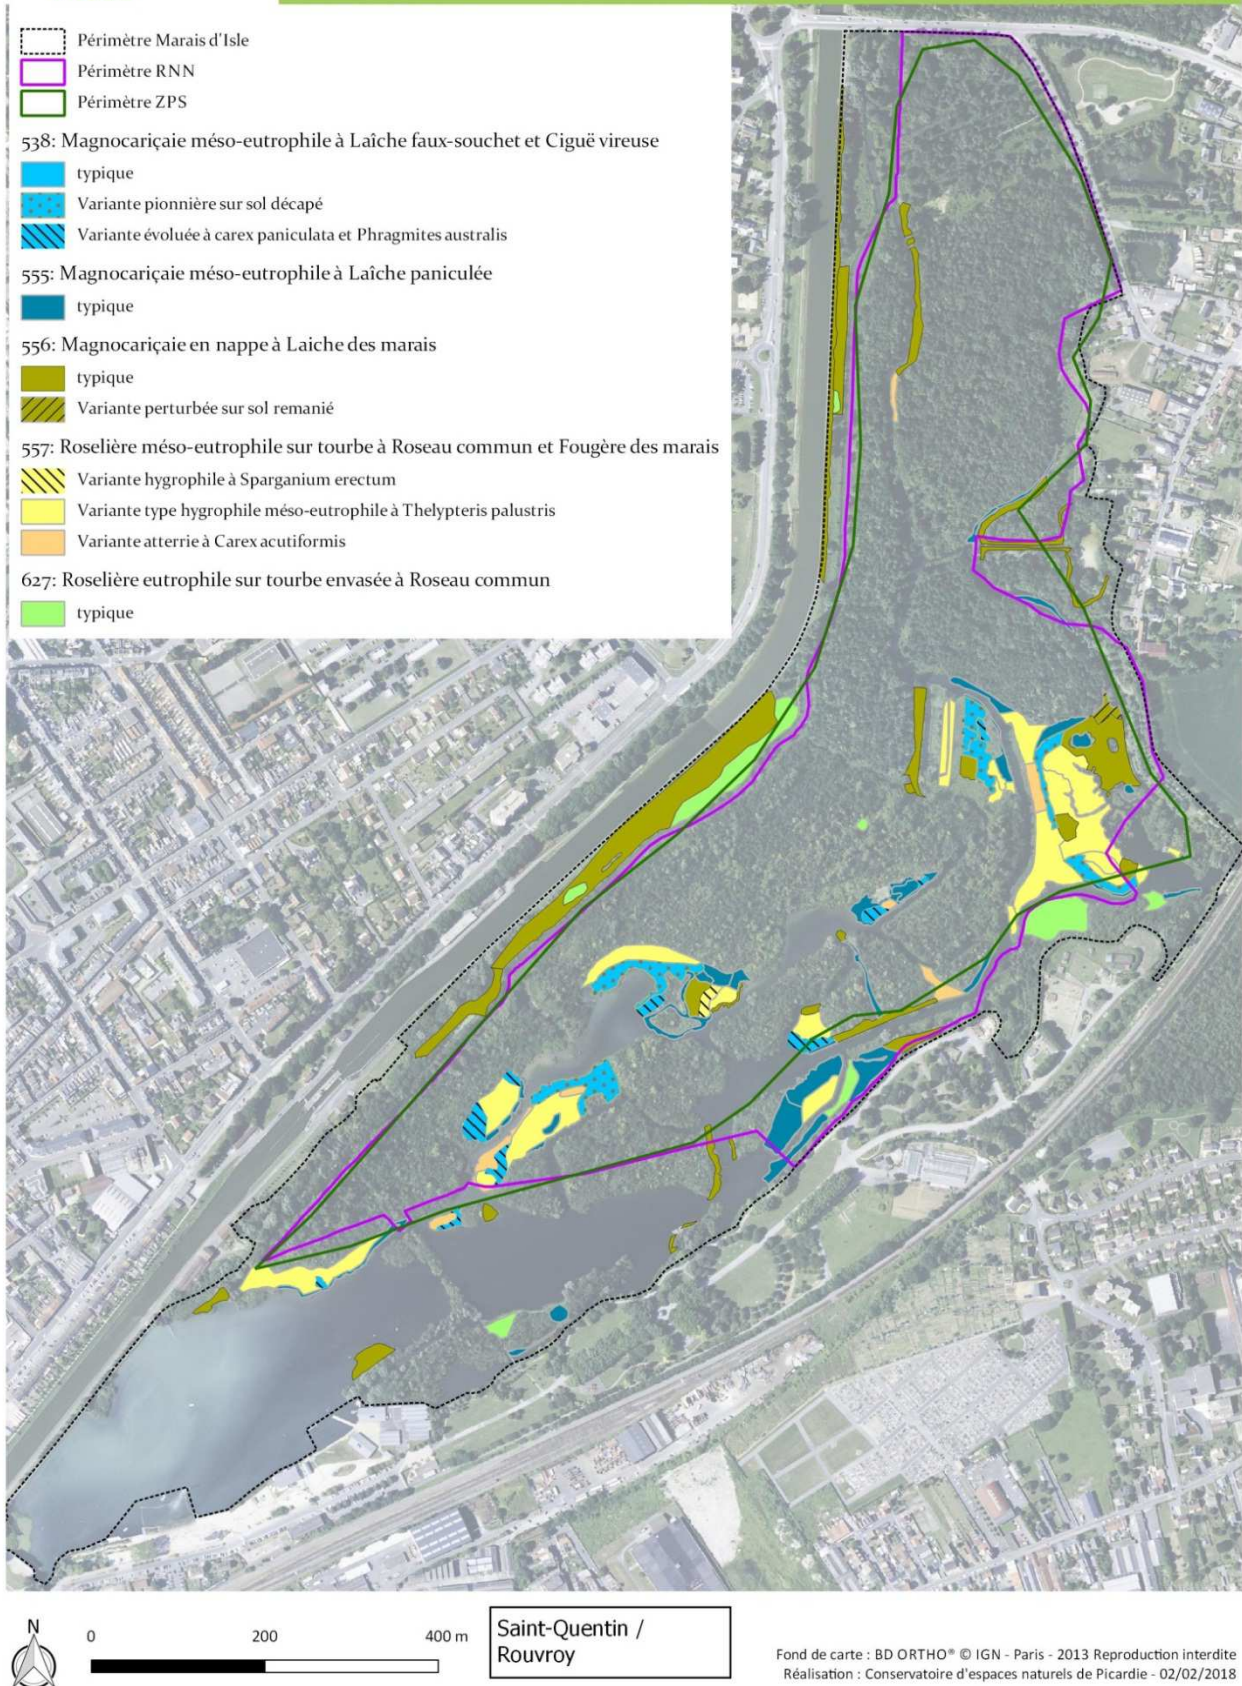 Périmètre Marais d'Isle
Périmètre RNN
Périmètre ZPS
538: Magnocariçaie méso-eutrophile à Laîche faux-souchet et Ciguë vireuse
typique
Variante pionnière sur sol décapé
Variante évoluée à carex paniculata et Phragmites australis
555: Magnocariçaie méso-eutrophile à Laîche paniculée
typique
556: Magnocariçaie en nappe à Laiche des marais
typique
Variante perturbée sur sol remanié
557: Roselière méso-eutrophile sur tourbe à Roseau commun et Fougère des marais
Variante hygrophile à Sparganium erectum
Variante type hygrophile méso-eutrophile à Thelypteris palustris
Variante atterrie à Carex acutiformis
627: Roselière eutrophile sur tourbe envasée à Roseau commun
typique
N
0 200 400 m
Saint-Quentin /
Rouvroy
Fond de carte : BD ORTHO® © IGN - Paris - 2013 Reproduction interdite
Réalisation : Conservatoire d'espaces naturels de Picardie - 02/02/2018